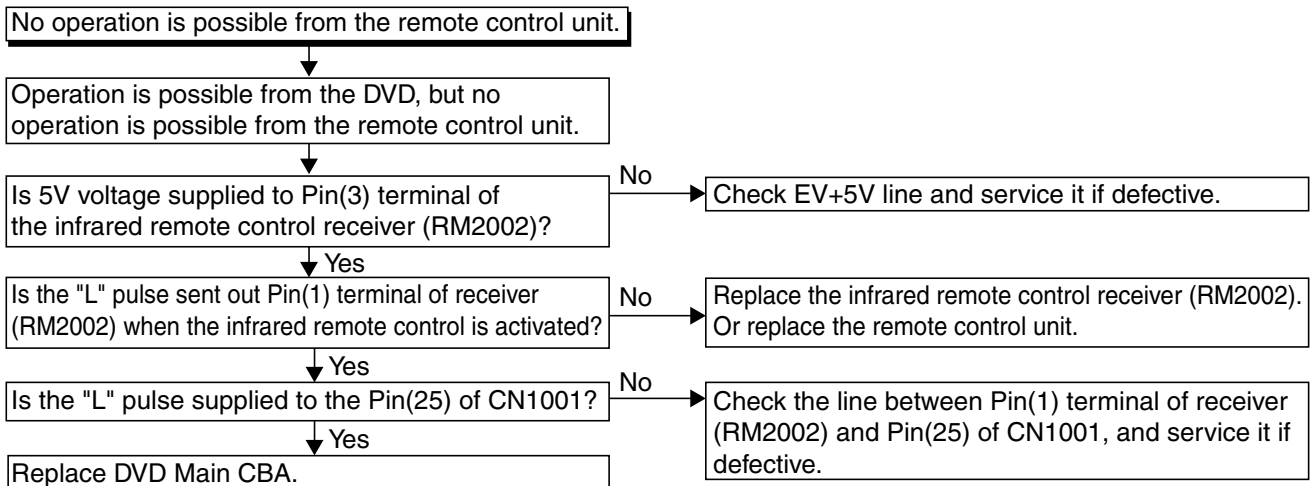 No operation is possible from the remote control unit.
Operation is possible from the DVD, but no
operation is possible from the remote control unit.
Is 5V voltage supplied to Pin(3) terminal of
the infrared remote control receiver (RM2002)?
No
Check EV+5V line and service it if defective.
Yes
Is the "L" pulse sent out Pin(1) terminal of receiver
(RM2002) when the infrared remote control is activated?
No
Replace the infrared remote control receiver (RM2002).
Or replace the remote control unit.
Yes
Is the "L" pulse supplied to the Pin(25) of CN1001?
No
Check the line between Pin(1) terminal of receiver
(RM2002) and Pin(25) of CN1001, and service it if
defective.
Yes
Replace DVD Main CBA.